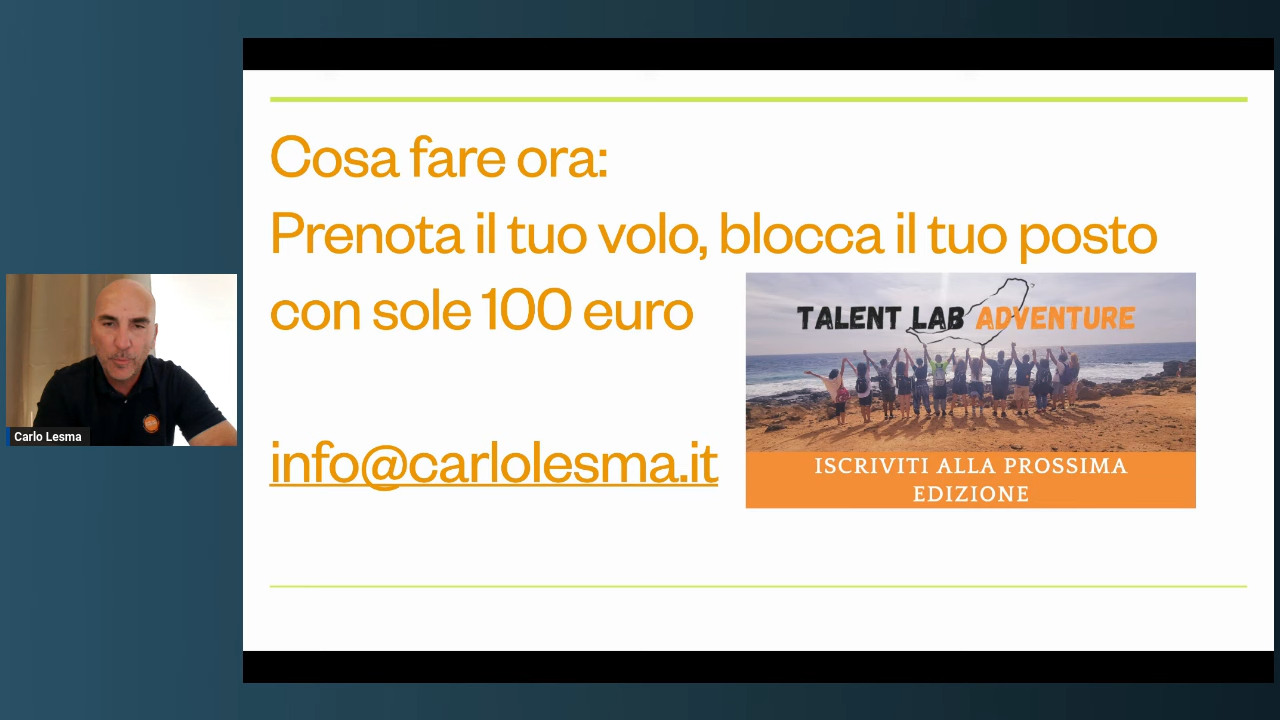 Cosa fare ora:
Prenota il tuo volo, blocca il tuo posto
con sole 100 euro
TALENT LAB ADVENTURE
ISCRIVITI ALLA PROSSIMA
EDIZIONE
info@carlolesma.it
Carlo Lesma